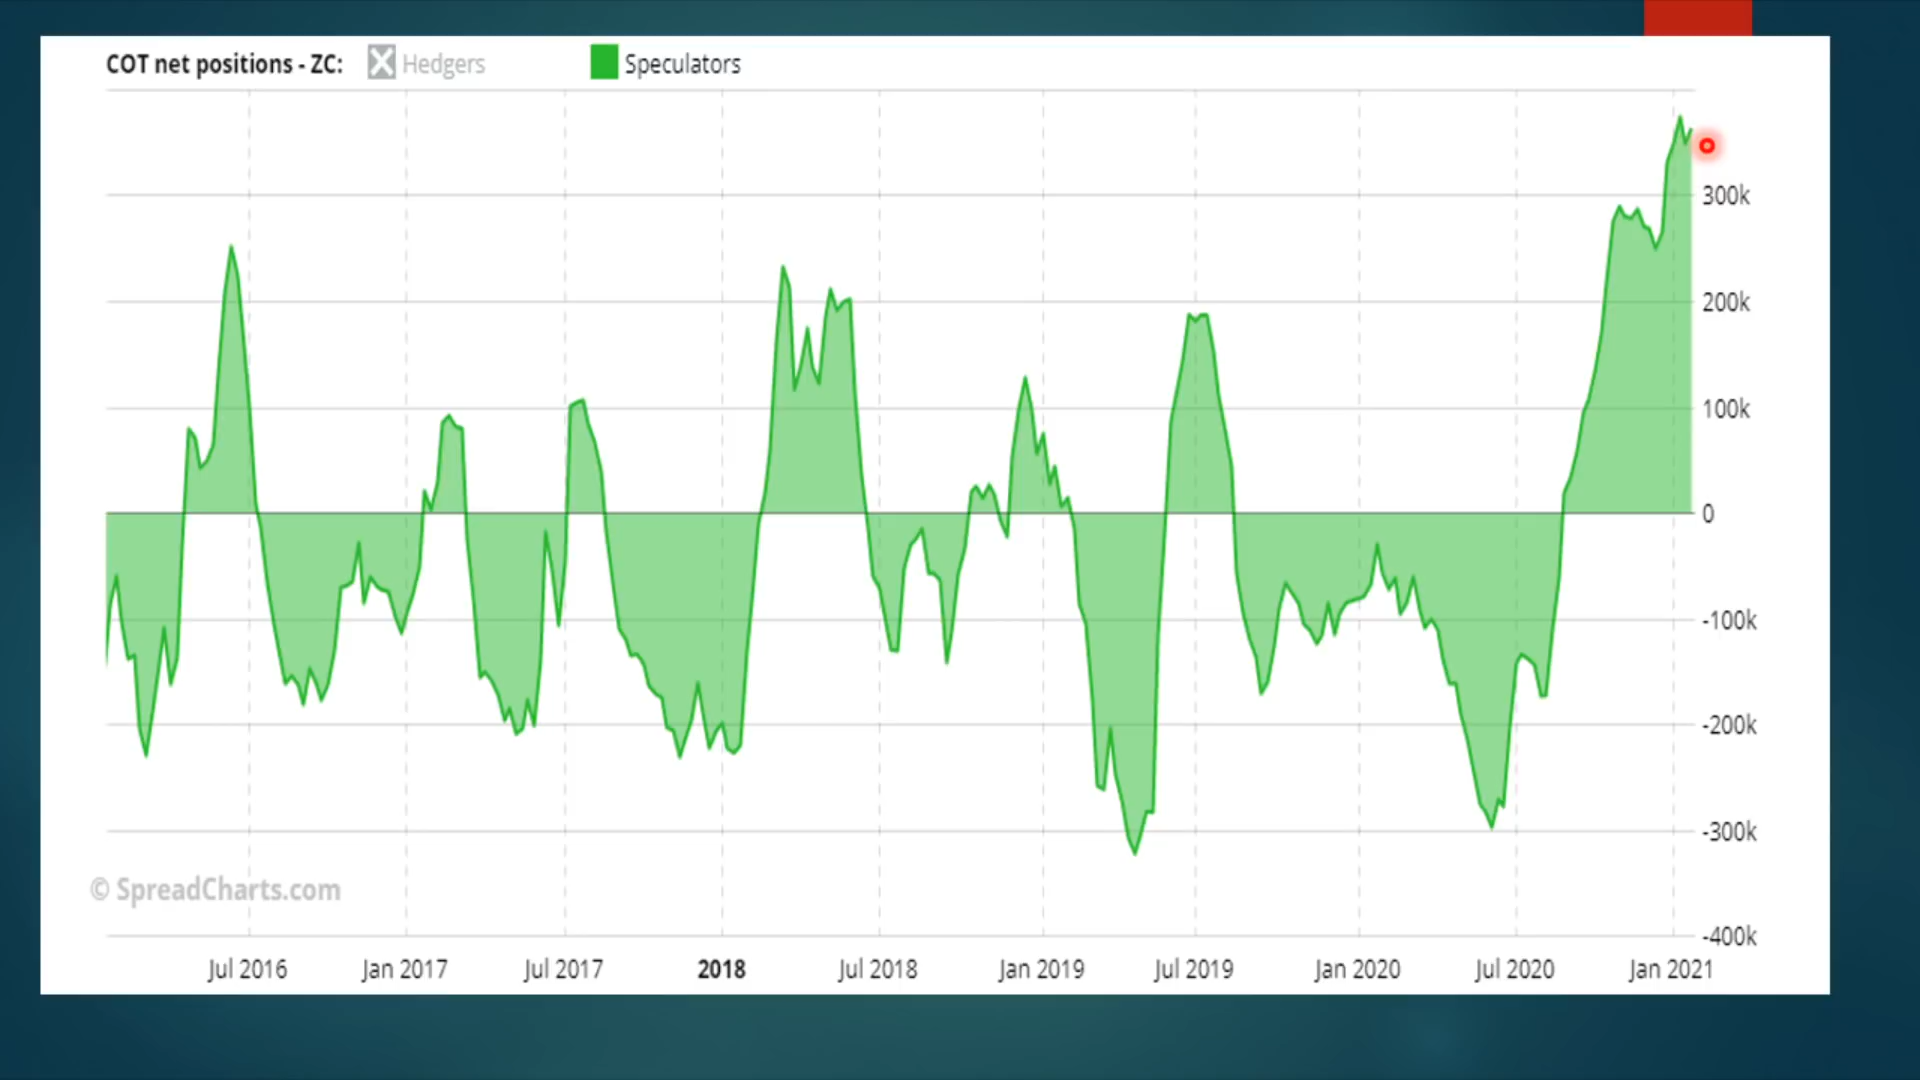 COT net positions - ZC: Hedgers Speculators
300k
200k
100k
0
-100k
-200k
-300k
-400k
© SpreadCharts.com
Jul 2016 Jan 2017 Jul 2017 2018 Jul 2018 Jan 2019 Jul 2019 Jan 2020 Jul 2020 Jan 2021